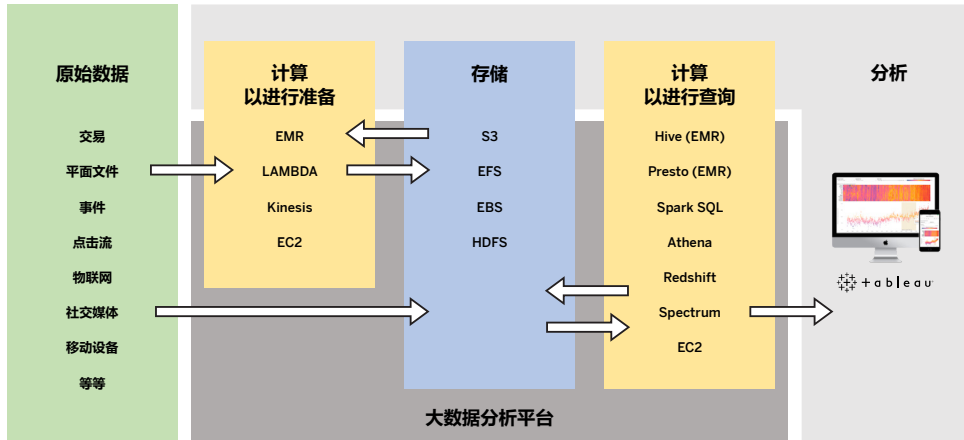 原始数据
交易
平面文件
事件
点击流
物联网
社交媒体
移动设备
等等
计算
以进行准备
EMR
LAMBDA
Kinesis
EC2
存储
S3
EFS
EBS
HDFS
计算
以进行查询
Hive (EMR)
Presto (EMR)
Spark SQL
Athena
Redshift
Spectrum
EC2
分析
+ableau
大数据分析平台